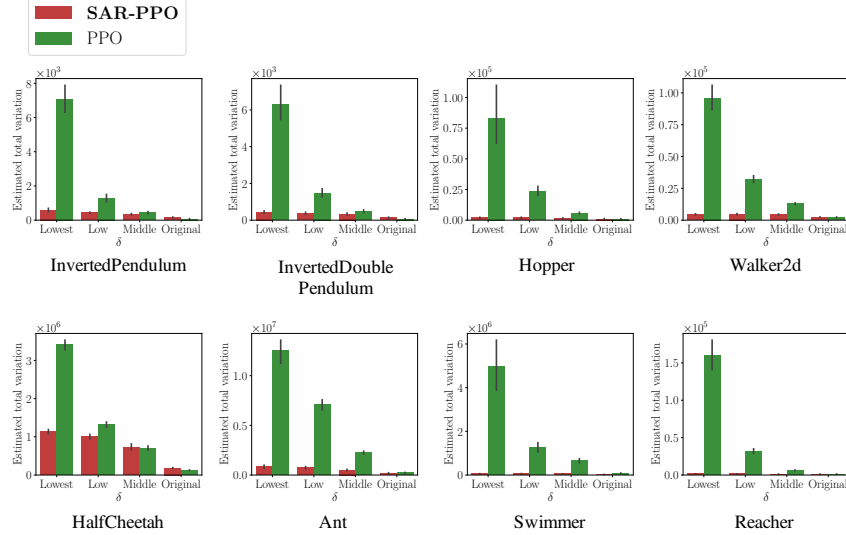 SAR-PPO
PPO
×10³
Estimated total variation
8
6
4
2
0
Lowest Low Middle Original
δ
InvertedPendulum
×10³
Estimated total variation
6
4
2
0
Lowest Low Middle Original
δ
InvertedDouble
Pendulum
×10⁵
Estimated total variation
1.00
0.75
0.50
0.25
0.00
Lowest Low Middle Original
δ
Hopper
×10⁵
Estimated total variation
1.00
0.75
0.50
0.25
0.00
Lowest Low Middle Original
δ
Walker2d
×10⁶
Estimated total variation
3
2
1
0
Lowest Low Middle Original
δ
HalfCheetah
×10⁷
Estimated total variation
1.0
0.5
0.0
Lowest Low Middle Original
δ
Ant
×10⁶
Estimated total variation
6
4
2
0
Lowest Low Middle Original
δ
Swimmer
×10⁵
Estimated total variation
1.5
1.0
0.5
0.0
Lowest Low Middle Original
δ
Reacher